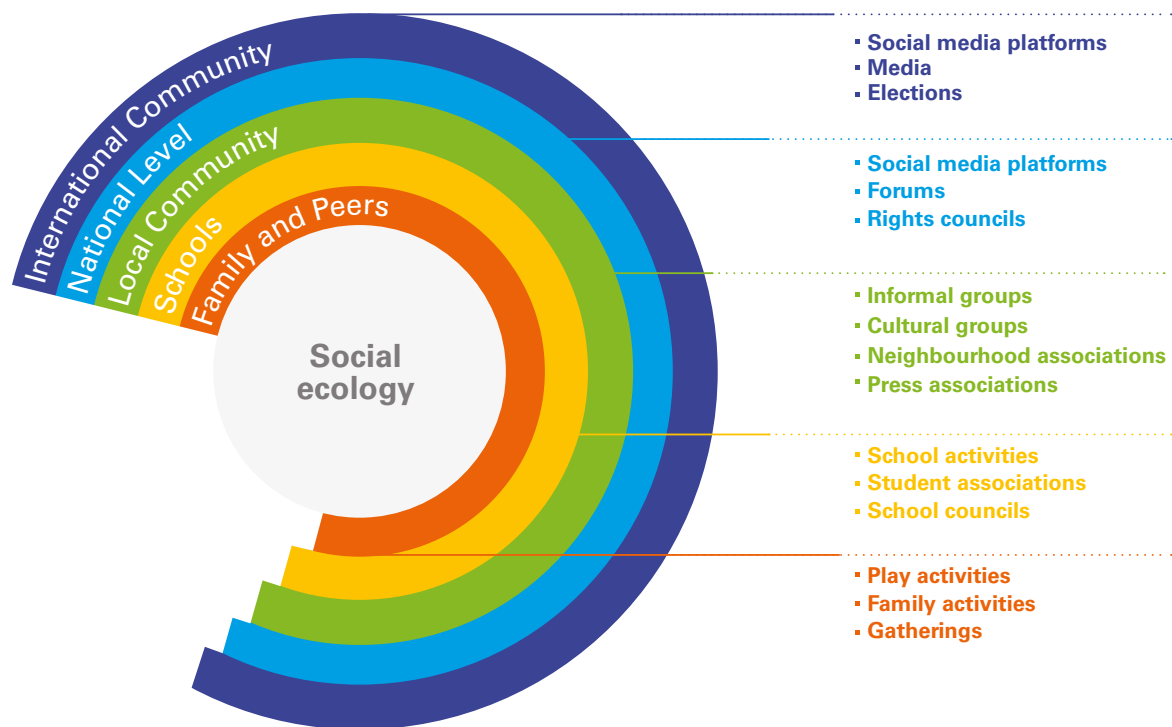 International Community
National Level
Local Community
Schools
Family and Peers
Social
ecology
▪ Social media platforms
▪ Media
▪ Elections
▪ Social media platforms
▪ Forums
▪ Rights councils
▪ Informal groups
▪ Cultural groups
▪ Neighbourhood associations
▪ Press associations
▪ School activities
▪ Student associations
▪ School councils
▪ Play activities
▪ Family activities
▪ Gatherings